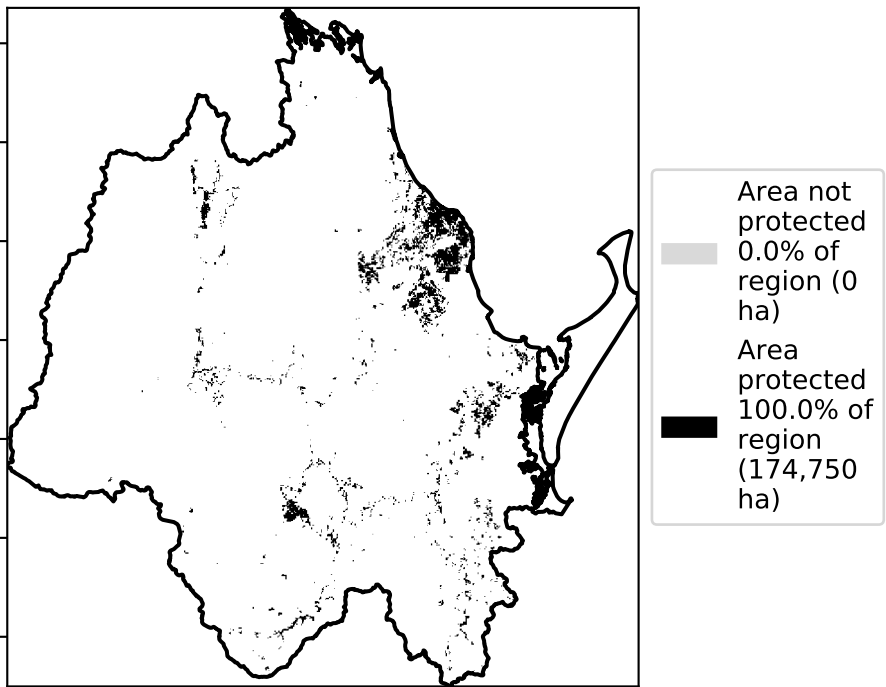 Area not
protected
0.0% of
region (0
ha)
Area
protected
100.0% of
region
(174,750
ha)